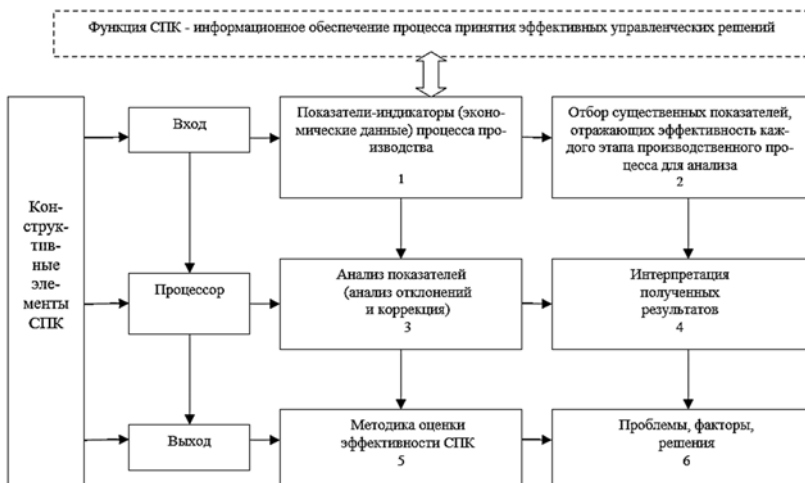 Функция СПК - информационное обеспечение процесса принятия эффективных управленческих решений
Вход
Показатели-индикаторы (эконо-
мические данные) процесса про-
изводства
1
Отбор существенных показателей,
отражающих эффективность каж-
дого этапа производственного про-
цесса для анализа
2
Кон-
струк-
тив-
ные
эле-
менты
СПК
Процессор
Анализ показателей
(анализ отклонений
и коррекция)
3
Интерпретация
полученных
результатов
4
Выход
Методика оценки
эффективности СПК
5
Проблемы, факторы,
решения
6